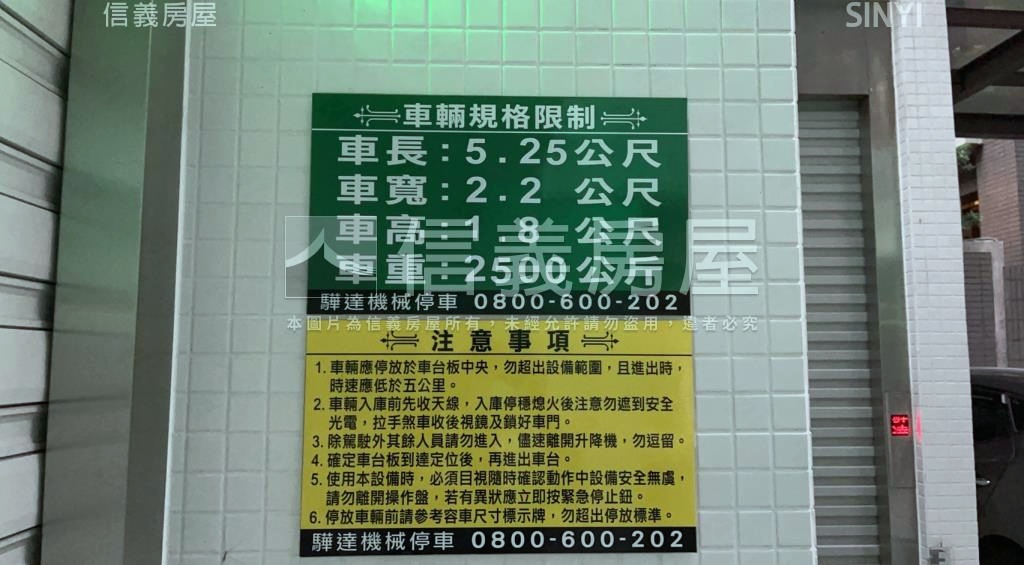 信義房屋
SINYI
車輛規格限制
車長:5.25公尺
車寬:2.2 公尺
車高:1.8 公尺
車重:2500公斤
驊達機械停車 0800-600-202
信義房屋
本圖片為信義房屋所有,未經允許請勿盜用,違者必究
注意事項
1. 車輛應停放於車台板中央,勿超出設備範圍,且進出時,
時速應低於五公里。
2. 車輛入庫前先收天線,入庫停穩熄火後注意勿遮到安全
光電,拉手煞車收後視鏡及鎖好車門。
3. 除駕駛外其餘人員請勿進入,儘速離開升降機,勿逗留。
4. 確定車台板到達定位後,再進出車台。
5. 使用本設備時,必須目視隨時確認動作中設備安全無虞,
請勿離開操作盤,若有異狀應立即按緊急停止鈕。
6. 停放車輛前請參考容車尺寸標示牌,勿超出停放標準。
驊達機械停車 0800-600-202